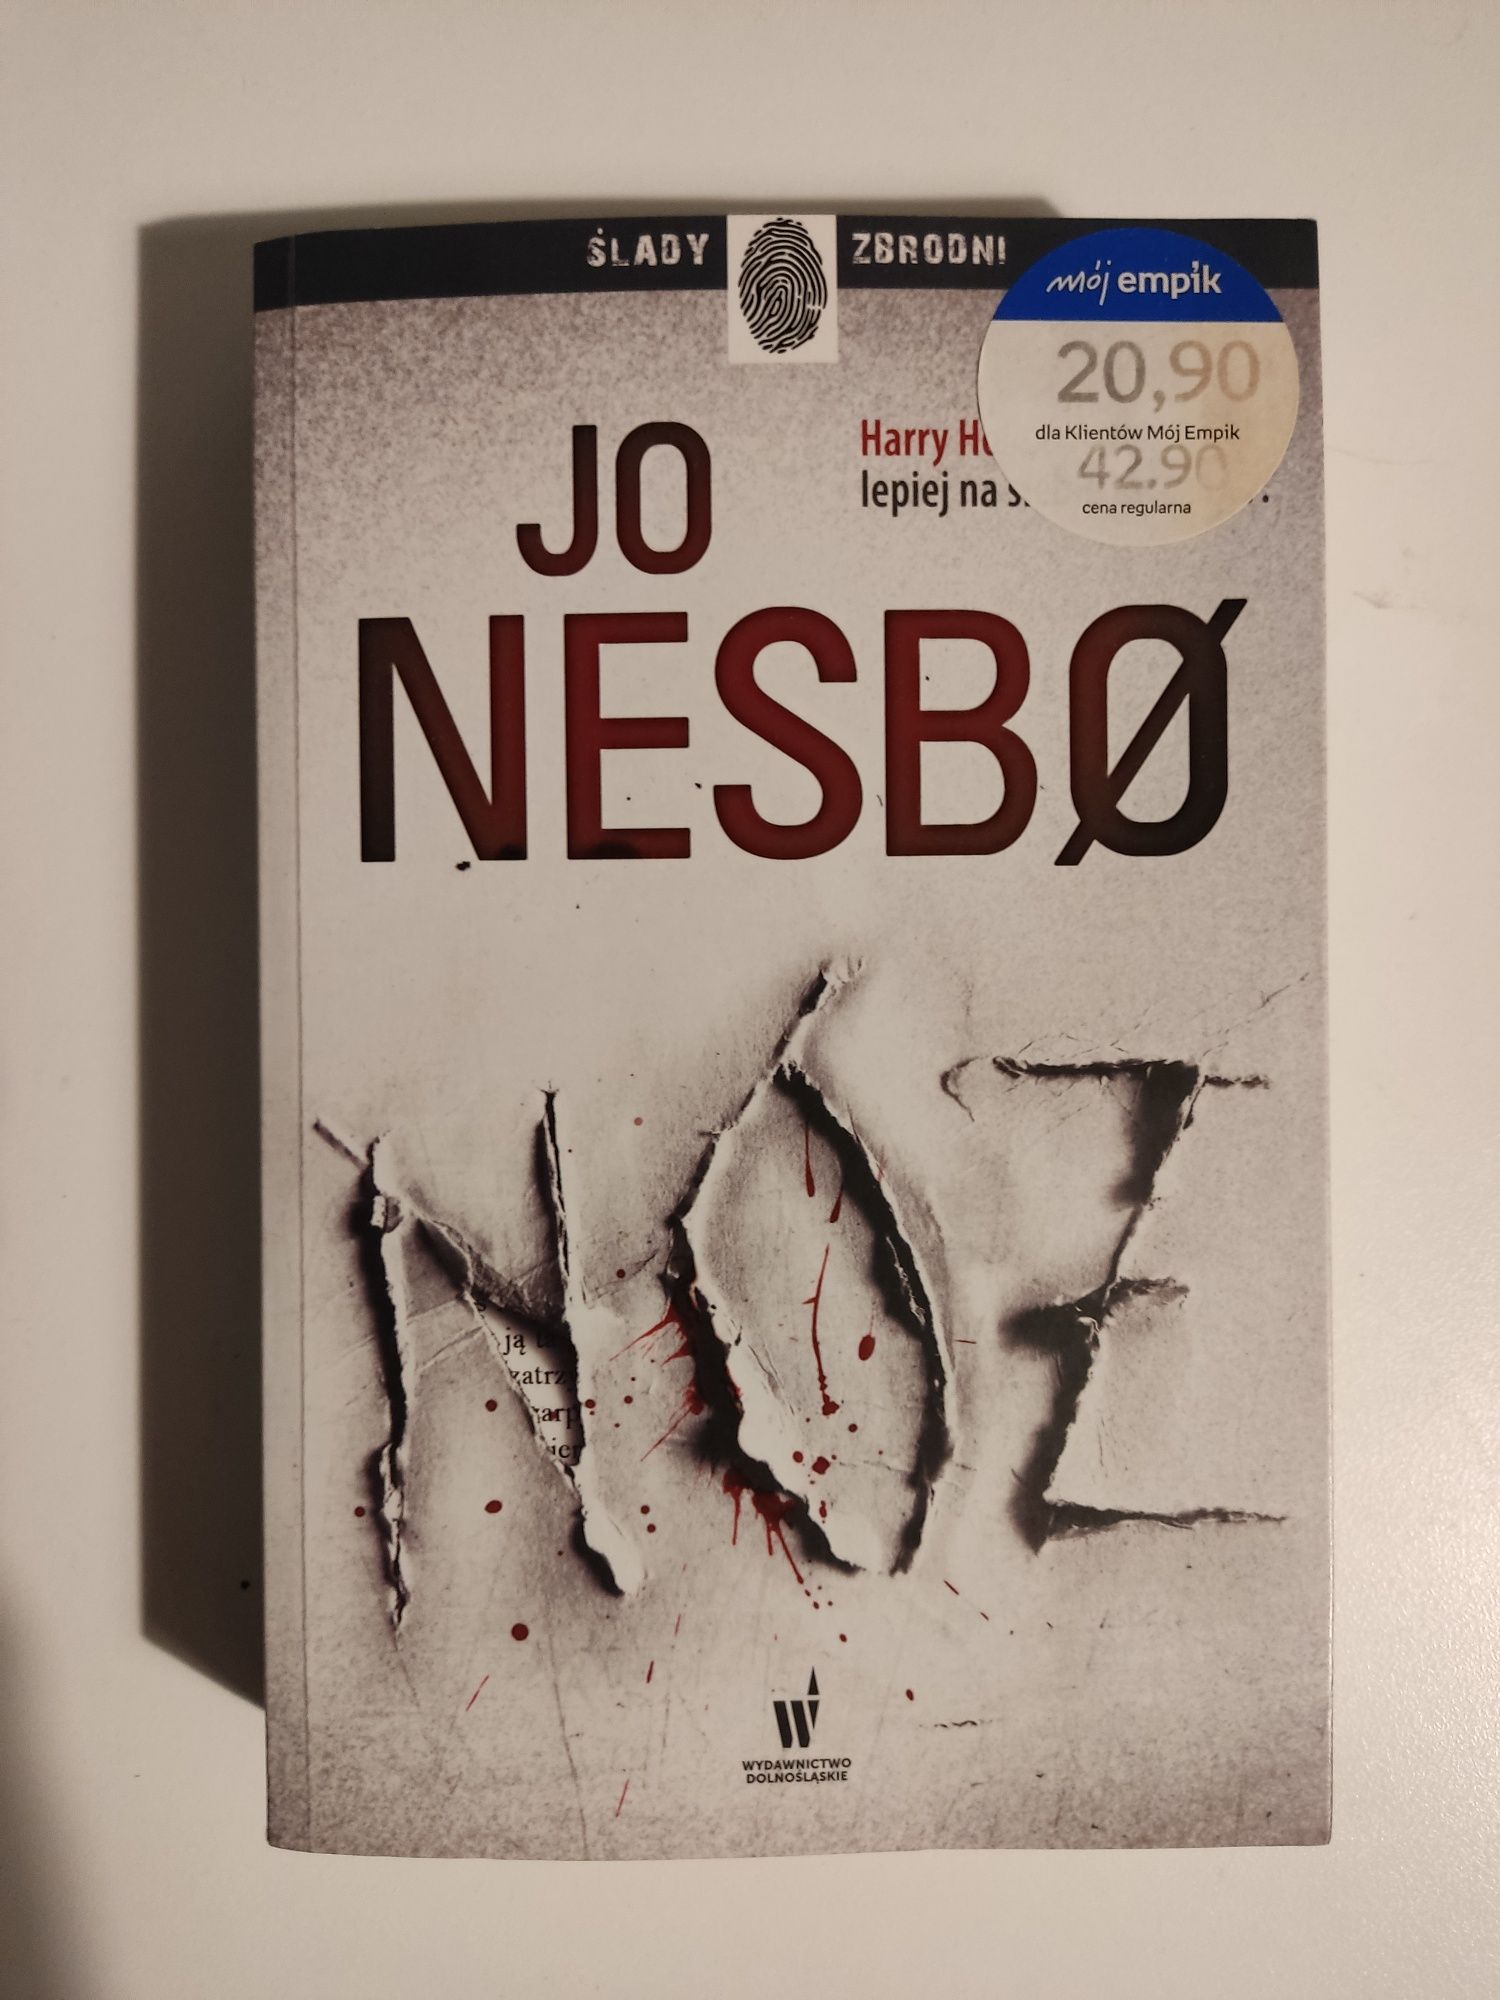 ŚLADY ZBRODNI
mój empik
20,90
dla Klientów Mój Empik
42.90
cena regularna
Harry
lepiej na
JO
NESBØ
NÓŻ
ją
WYDAWNICTWO
DOLNOŚLĄSKIE